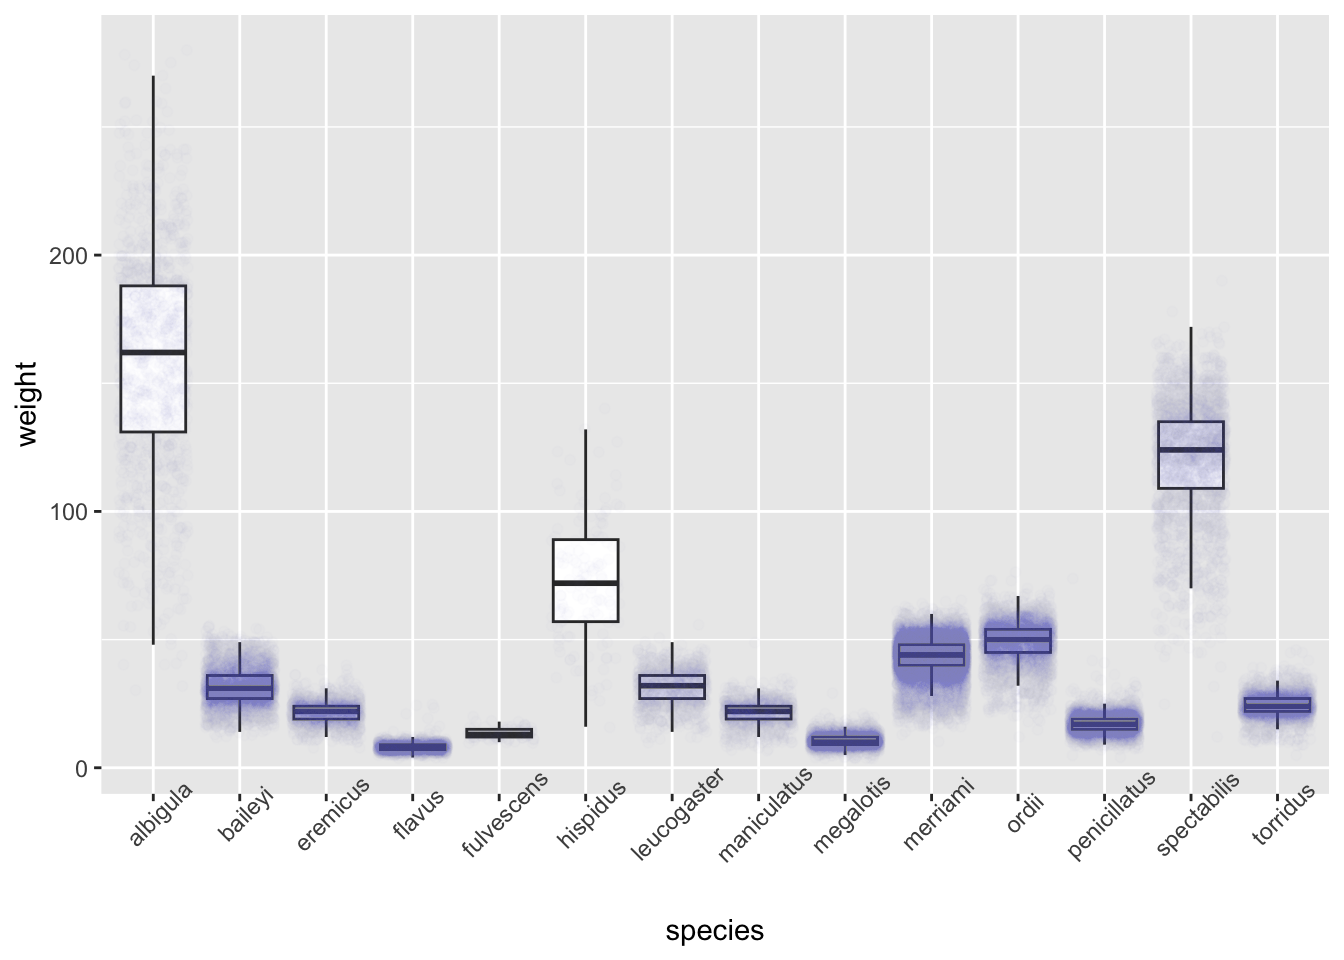 weight
200
100
0
albigula
baileyi
eremicus
flavus
fulvescens
hispidus
leucogaster
maniculatus
megalotis
merriami
ordii
penicillatus
spectabilis
torridus
species